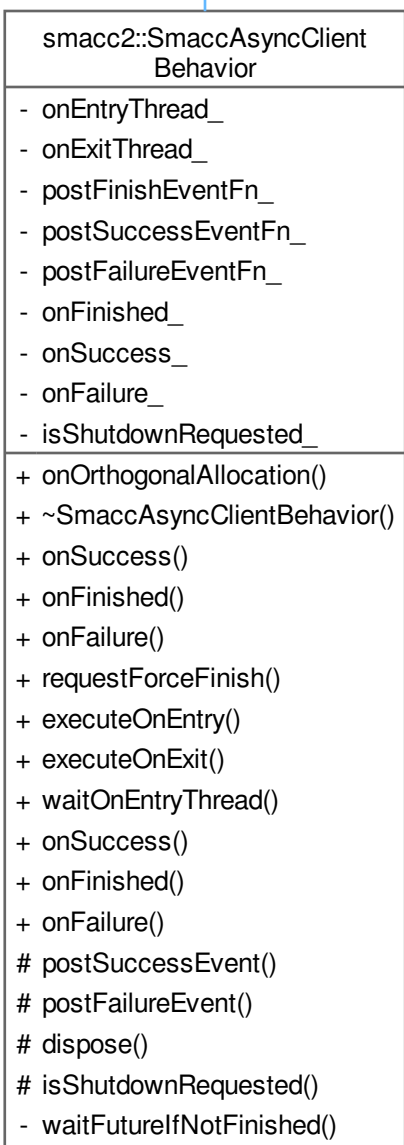 smacc2::SmaccAsyncClient
Behavior
- onEntryThread_
- onExitThread_
- postFinishEventFn_
- postSuccessEventFn_
- postFailureEventFn_
- onFinished_
- onSuccess_
- onFailure_
- isShutdownRequested_
+ onOrthogonalAllocation()
+ ~SmaccAsyncClientBehavior()
+ onSuccess()
+ onFinished()
+ onFailure()
+ requestForceFinish()
+ executeOnEntry()
+ executeOnExit()
+ waitOnEntryThread()
+ onSuccess()
+ onFinished()
+ onFailure()
# postSuccessEvent()
# postFailureEvent()
# dispose()
# isShutdownRequested()
- waitFutureIfNotFinished()